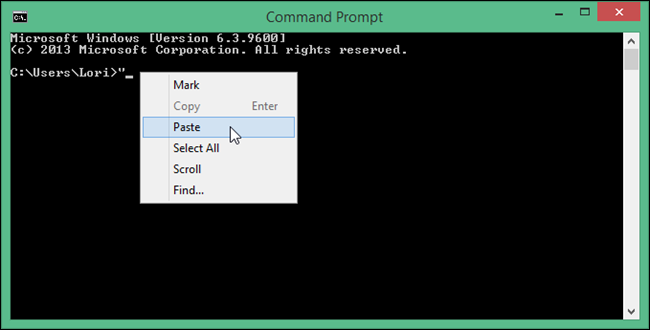 Command Prompt
Microsoft Windows [Version 6.3.9600]
(c) 2013 Microsoft Corporation. All rights reserved.
C:\Users\Lori>"_
Mark
Copy Enter
Paste
Select All
Scroll
Find...